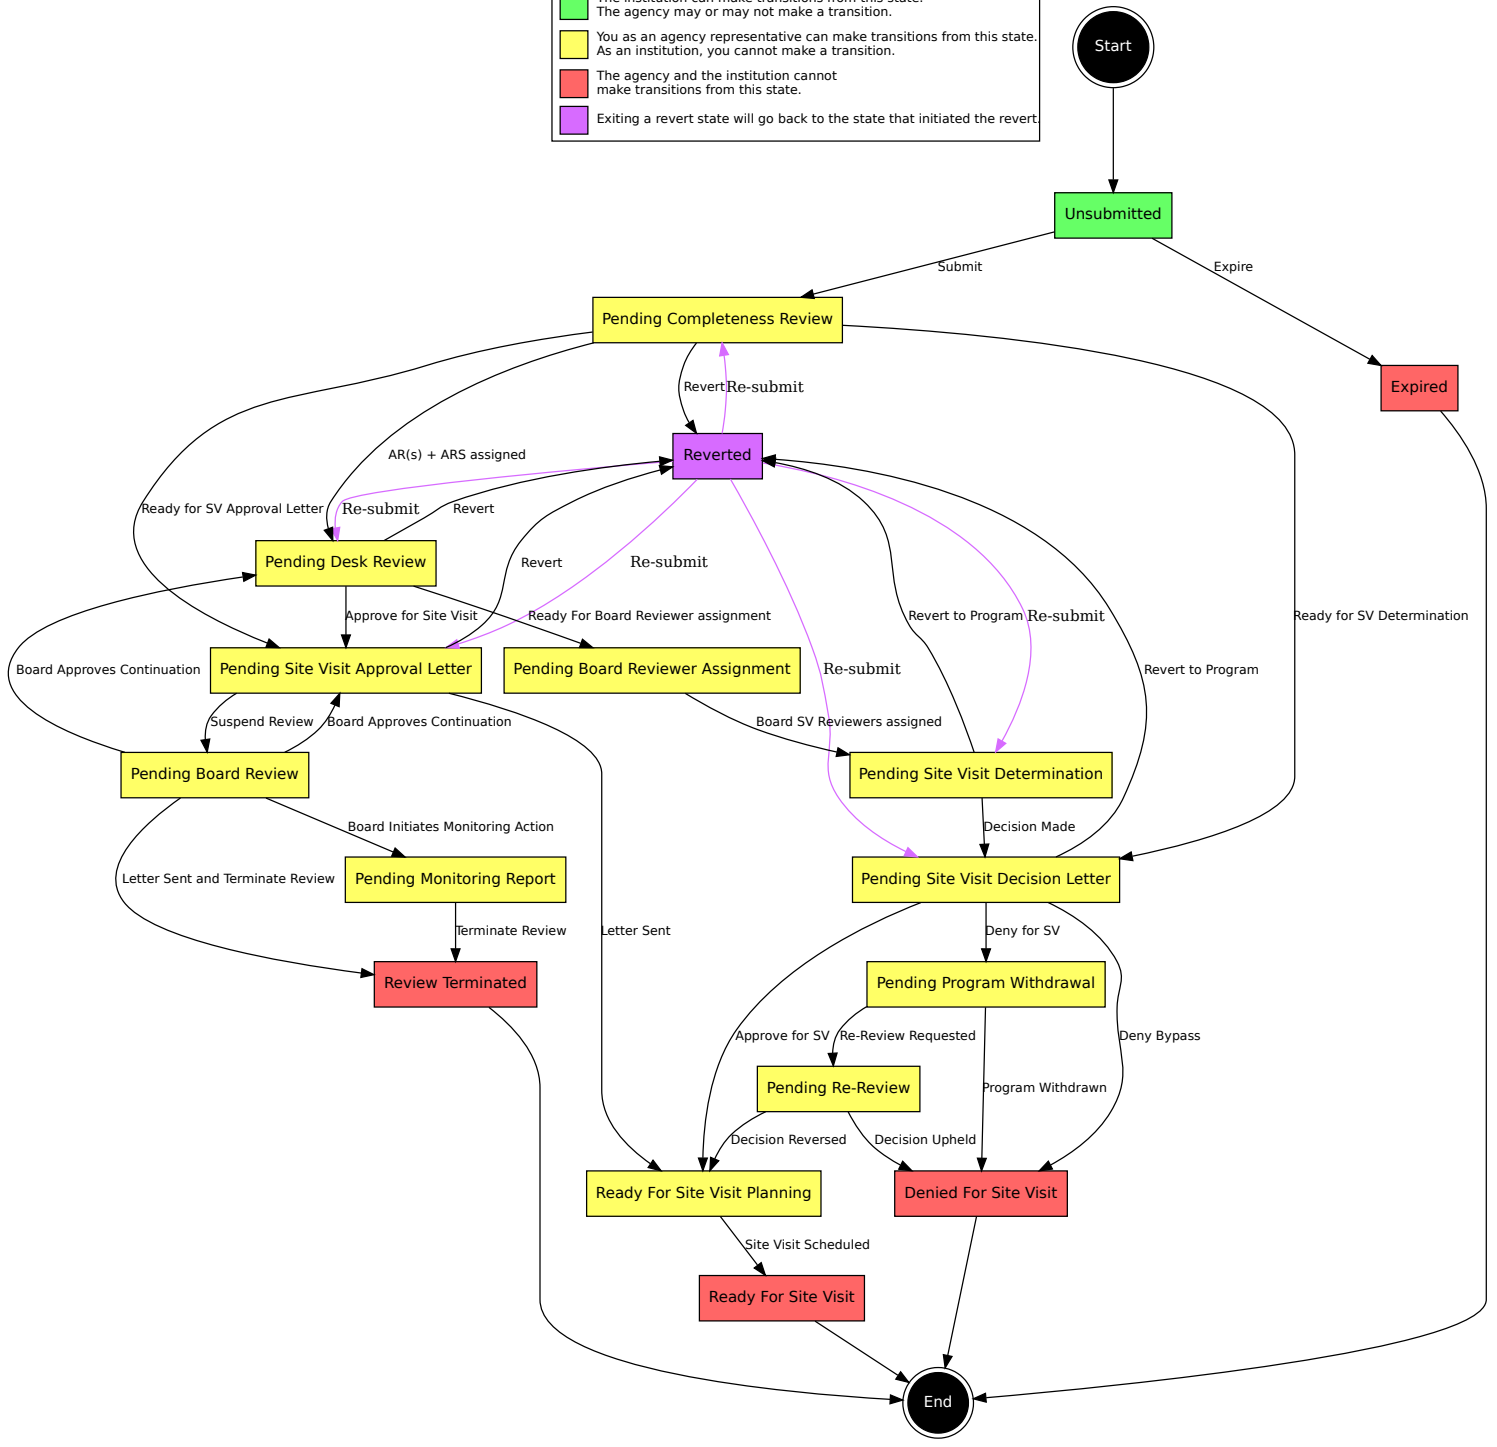 The institution can make transitions from this state.
The agency may or may not make a transition.
You as an agency representative can make transitions from this state.
As an institution, you cannot make a transition.
The agency and the institution cannot
make transitions from this state.
Exiting a revert state will go back to the state that initiated the revert.
Start
Unsubmitted
Submit
Expire
Pending Completeness Review
Expired
Revert
Re-submit
Reverted
AR(s) + ARS assigned
Ready for SV Approval Letter
Re-submit
Revert
Pending Desk Review
Revert
Re-submit
Approve for Site Visit
Ready For Board Reviewer assignment
Revert to Program
Re-submit
Ready for SV Determination
Board Approves Continuation
Pending Site Visit Approval Letter
Pending Board Reviewer Assignment
Re-submit
Revert to Program
Suspend Review
Board Approves Continuation
Board SV Reviewers assigned
Pending Board Review
Pending Site Visit Determination
Board Initiates Monitoring Action
Decision Made
Letter Sent and Terminate Review
Pending Monitoring Report
Pending Site Visit Decision Letter
Terminate Review
Letter Sent
Deny for SV
Review Terminated
Pending Program Withdrawal
Approve for SV
Re-Review Requested
Deny Bypass
Pending Re-Review
Program Withdrawn
Decision Reversed
Decision Upheld
Ready For Site Visit Planning
Denied For Site Visit
Site Visit Scheduled
Ready For Site Visit
End